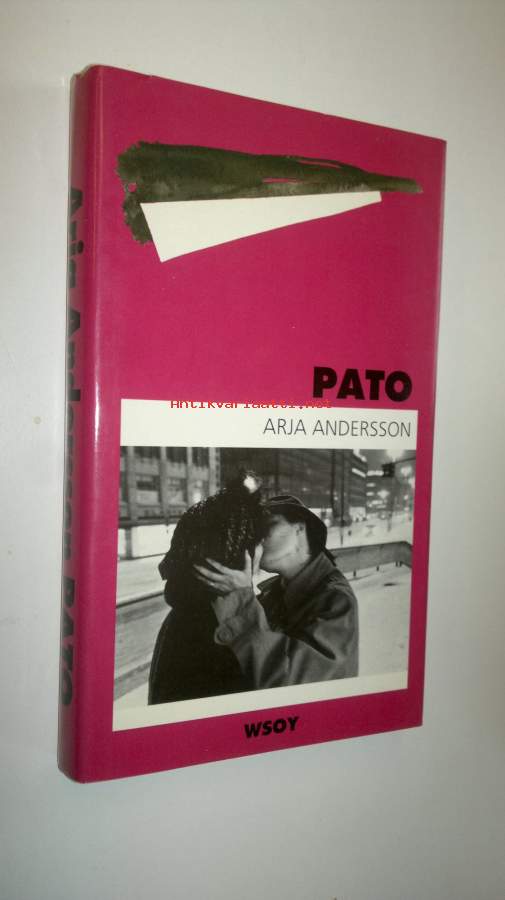 Arja Andersson PATO
PATO
Antikvariaatti.net
ARJA ANDERSSON
WSOY